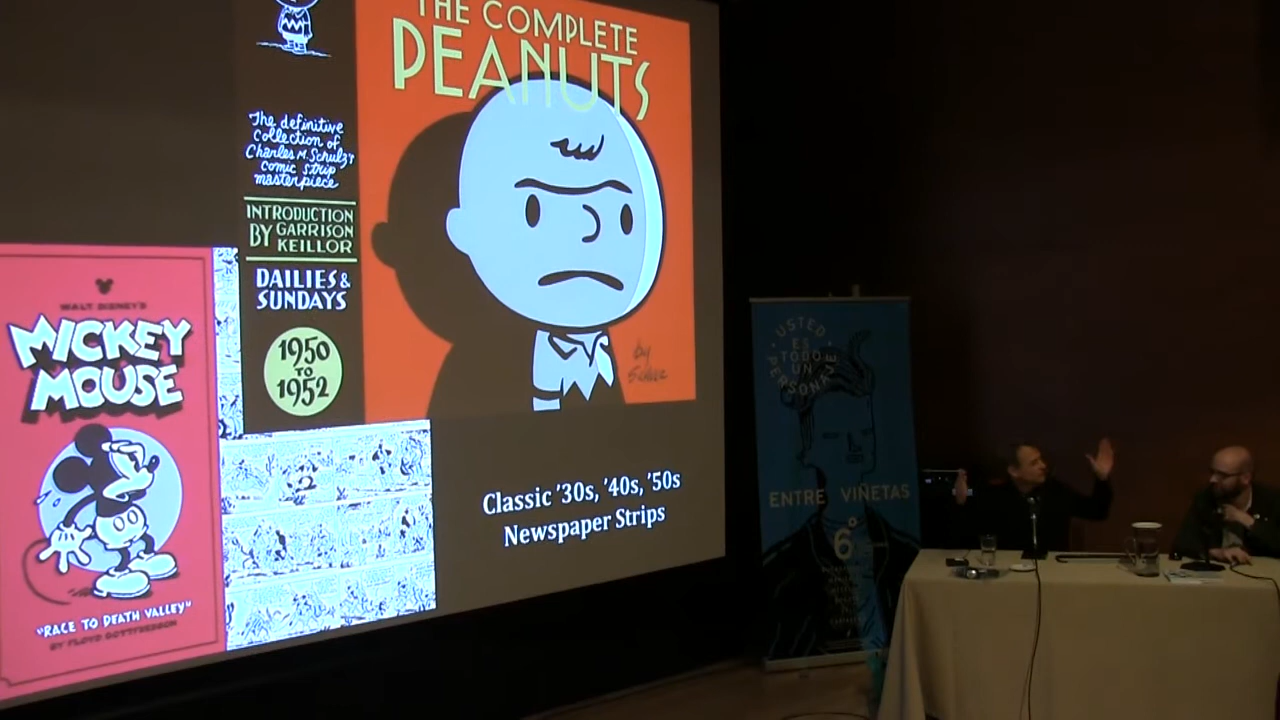 THE COMPLETE
PEANUTS
The definitive
collection of
Charles M. Schulz's
comic strip
masterpiece
INTRODUCTION
BY GARRISON
KEILLOR
DAILIES &
SUNDAYS
1950
TO
1952
by
Schulz
WALT DISNEY'S
MICKEY
MOUSE
"RACE TO DEATH VALLEY"
BY FLOYD GOTTFREDSON
Classic '30s, '40s, '50s
Newspaper Strips
USTED
ES
TODO
UN
PERSONAJE
ENTRE VIÑETAS
6